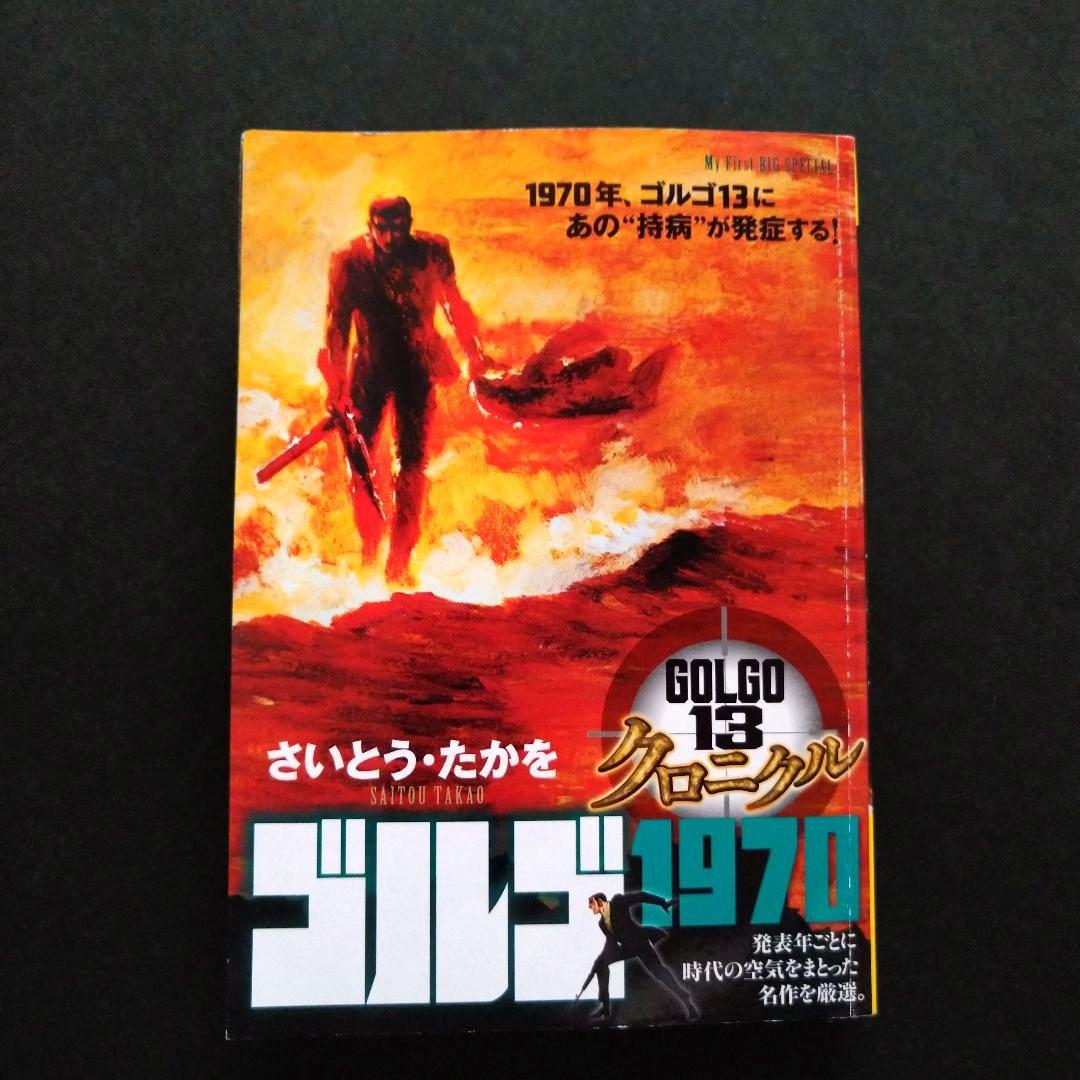 My First BIG SPECIAL
1970年、ゴルゴ13に
あの“持病”が発症する!
GOLGO
13
クロニクル
さいとう・たかを
SAITOU TAKAO
ゴルゴ1970
発表年ごとに
時代の空気をまとった
名作を厳選。